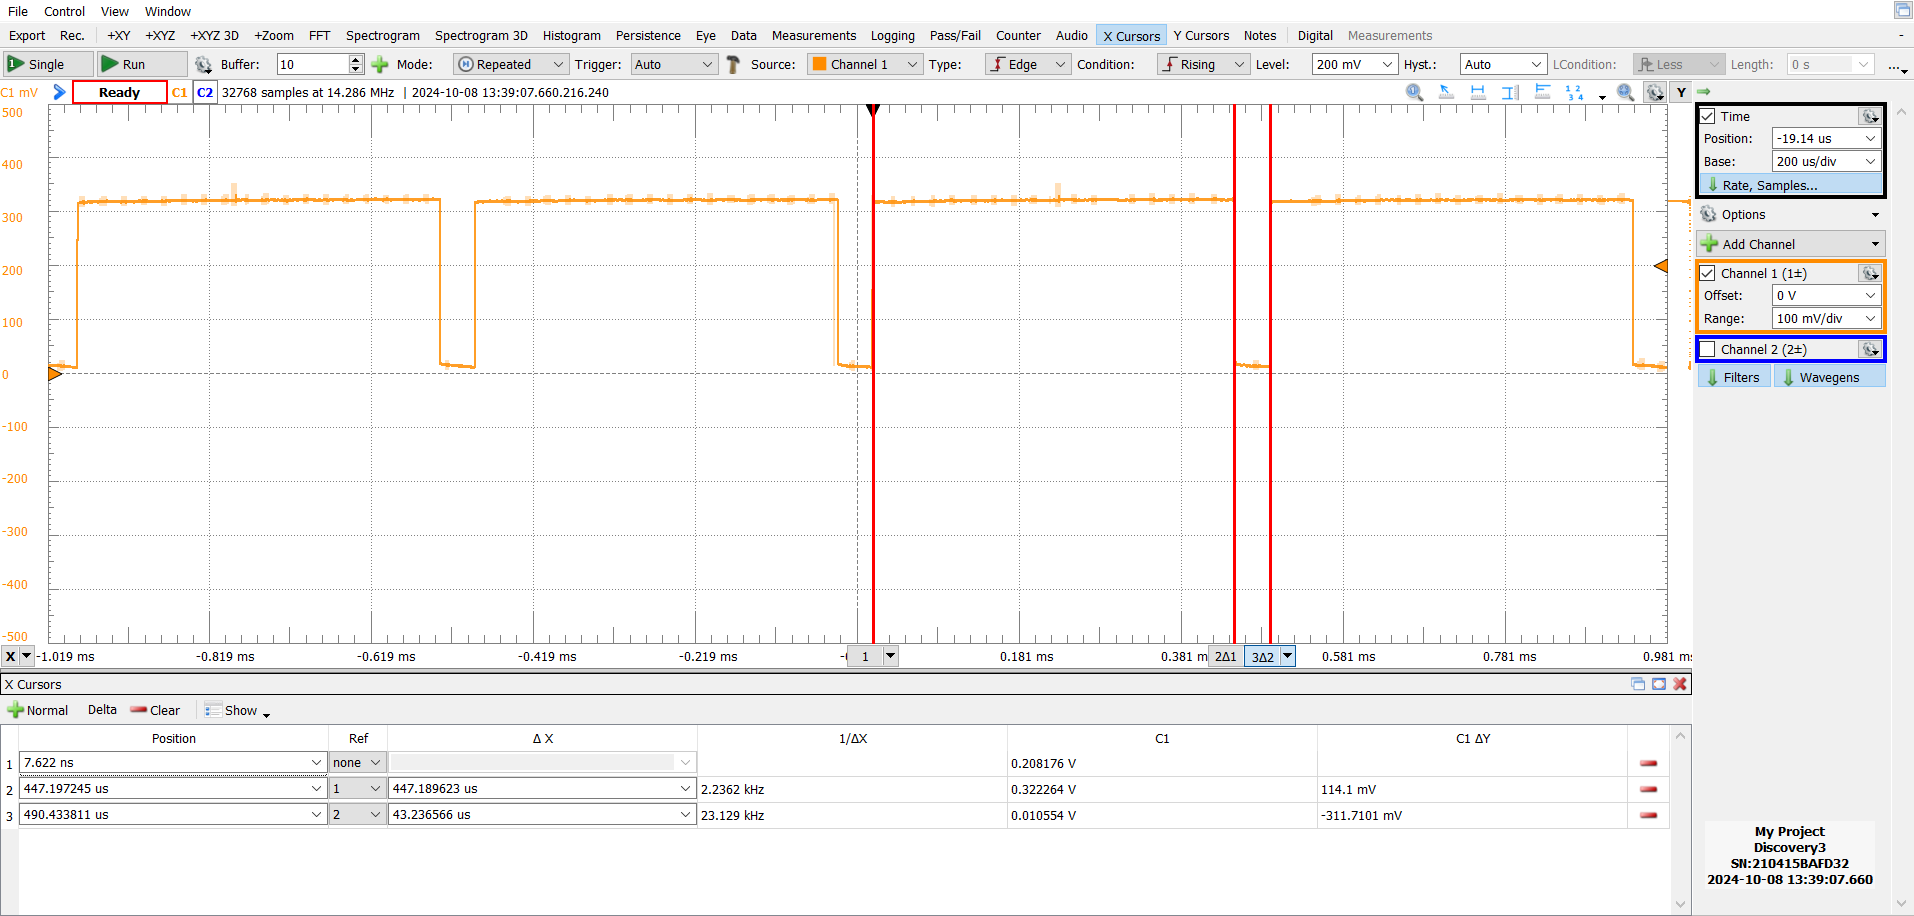 File Control View Window
Export Rec. +XY +XYZ +XYZ 3D +Zoom FFT Spectrogram Spectrogram 3D Histogram Persistence Eye Data Measurements Logging Pass/Fail Counter Audio X Cursors Y Cursors Notes Digital Measurements
Single Run Buffer: 10 Mode: Repeated Trigger: Auto Source: Channel 1 Type: Edge Condition: Rising Level: 200 mV Hyst.: Auto LCondition: Less Length: 0 s ...
C1 mV Ready C1 C2 32768 samples at 14.286 MHz | 2024-10-08 13:39:07.660.216.240 Y
500
400
300
200
100
0
-100
-200
-300
-400
-500
X -1.019 ms -0.819 ms -0.619 ms -0.419 ms -0.219 ms 1 0.181 ms 0.381 m 2Δ1 3Δ2 0.581 ms 0.781 ms 0.981 ms
Time
Position: -19.14 us
Base: 200 us/div
Rate, Samples...
Options
Add Channel
Channel 1 (1±)
Offset: 0 V
Range: 100 mV/div
Channel 2 (2±)
Filters Wavegens
X Cursors
Normal Delta Clear Show
Position Ref Δ X 1/ΔX C1 C1 ΔY
1 7.622 ns none 0.208176 V
2 447.197245 us 1 447.189623 us 2.2362 kHz 0.322264 V 114.1 mV
3 490.433811 us 2 43.236566 us 23.129 kHz 0.010554 V -311.7101 mV
My Project
Discovery3
SN:210415BAFD32
2024-10-08 13:39:07.660